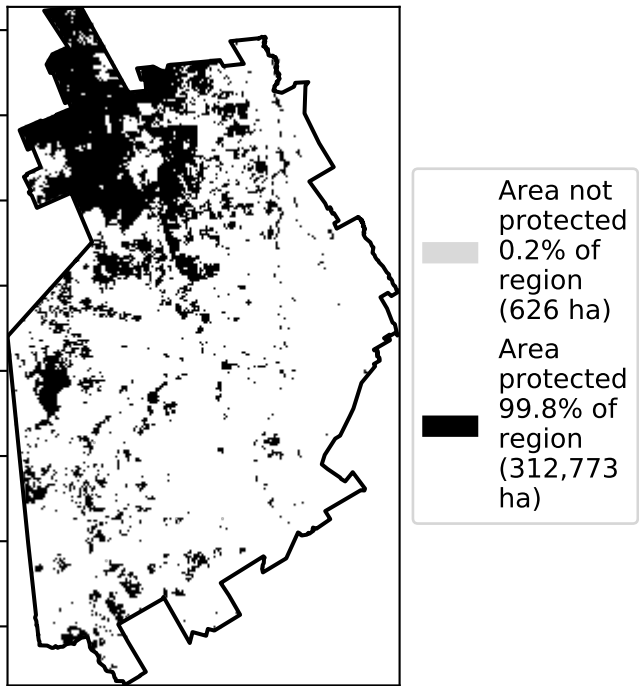 Area not
protected
0.2% of
region
(626 ha)
Area
protected
99.8% of
region
(312,773
ha)